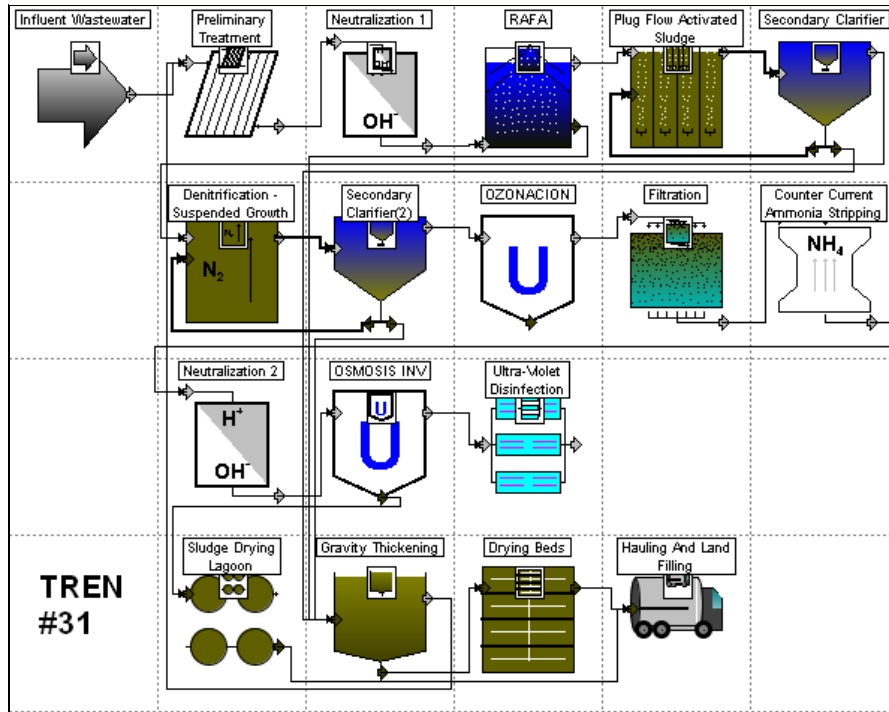 Influent Wastewater
Preliminary
Treatment
Neutralization 1
RAFA
Plug Flow Activated
Sludge
Secondary Clarifier
OH-
Denitrification -
Suspended Growth
Secondary
Clarifier(2)
OZONACION
Filtration
Counter Current
Ammonia Stripping
N2
N2
U
NH4
Neutralization 2
OSMOSIS INV
Ultra-Violet
Disinfection
H+
OH-
U
U
Sludge Drying
Lagoon
Gravity Thickening
Drying Beds
Hauling And Land
Filling
TREN
#31